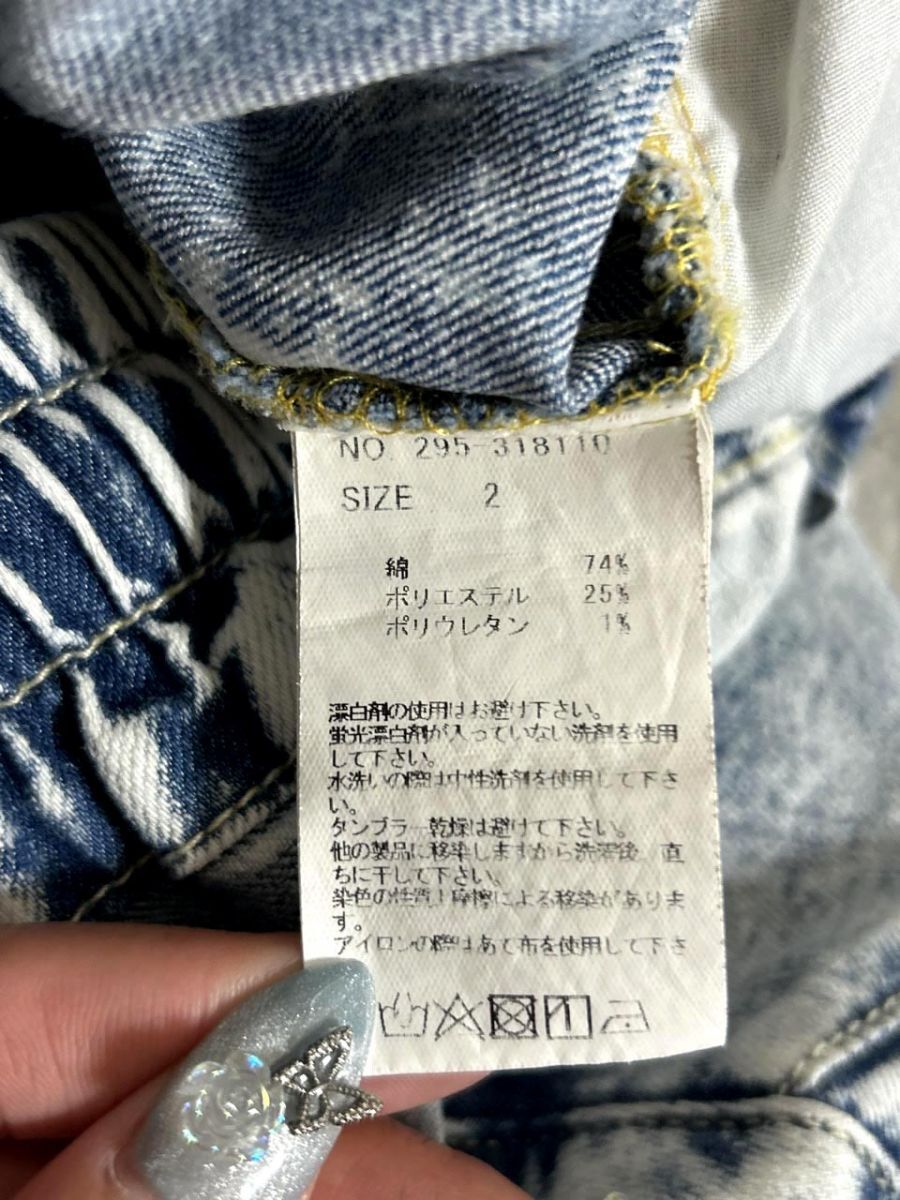 NO. 295-318110
SIZE 2
綿 74%
ポリエステル 25%
ポリウレタン 1%
漂白剤の使用はお避け下さい。
蛍光漂白剤が入っていない洗剤を使用
して下さい。
水洗いの際は中性洗剤を使用して下さ
い。
タンブラー乾燥は避けて下さい。
他の製品に移染しますから洗濯後、直
ちに干して下さい。
染色の性質上摩擦による移染がありま
す。
アイロンの際はあて布を使用して下さ